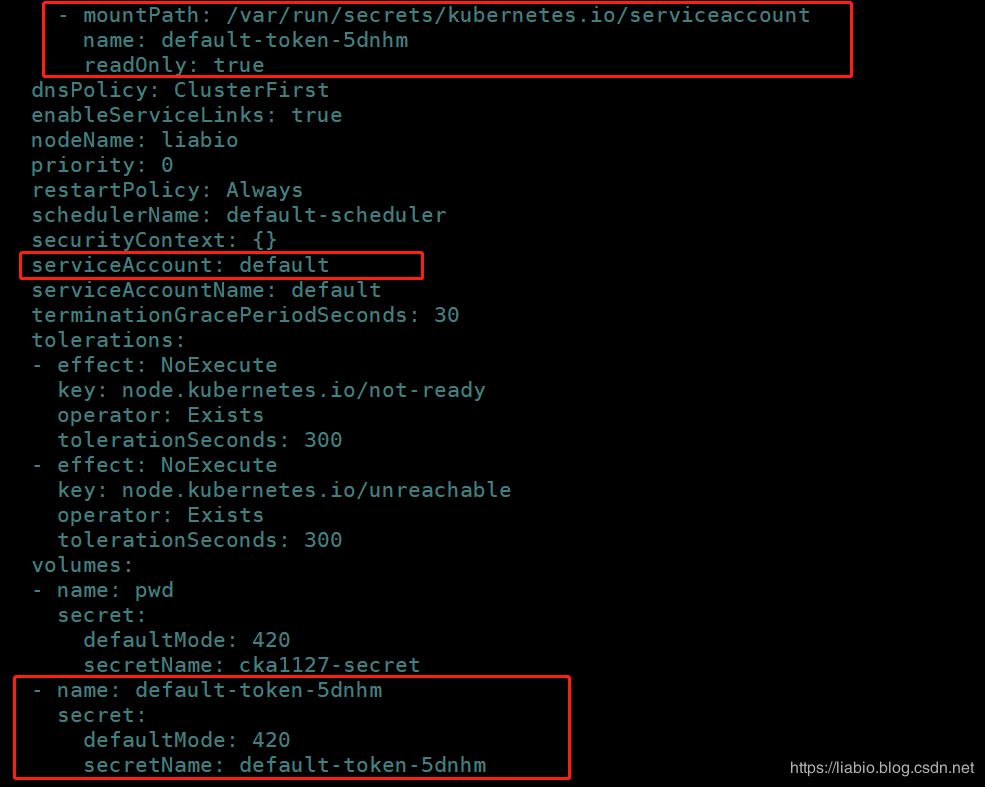 - mountPath: /var/run/secrets/kubernetes.io/serviceaccount
name: default-token-5dnhm
readOnly: true
dnsPolicy: ClusterFirst
enableServiceLinks: true
nodeName: liabio
priority: 0
restartPolicy: Always
schedulerName: default-scheduler
securityContext: {}
serviceAccount: default
serviceAccountName: default
terminationGracePeriodSeconds: 30
tolerations:
- effect: NoExecute
key: node.kubernetes.io/not-ready
operator: Exists
tolerationSeconds: 300
- effect: NoExecute
key: node.kubernetes.io/unreachable
operator: Exists
tolerationSeconds: 300
volumes:
- name: pwd
secret:
defaultMode: 420
secretName: cka1127-secret
- name: default-token-5dnhm
secret:
defaultMode: 420
secretName: default-token-5dnhm
https://liabio.blog.csdn.net